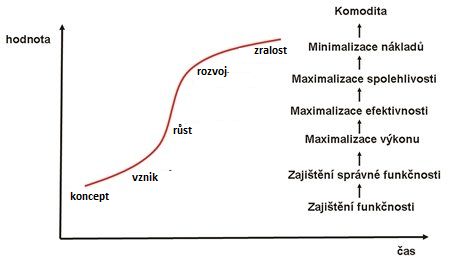 Komodita
hodnota
Minimalizace nákladů
zralost
rozvoj
Maximalizace spolehlivosti
Maximalizace efektivnosti
růst
Maximalizace výkonu
vznik
Zajištění správné funkčnosti
koncept
Zajištění funkčnosti
čas